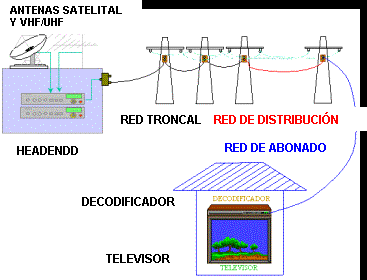 ANTENAS SATELITAL
Y VHF/UHF
RED TRONCAL
RED DE DISTRIBUCIÓN
HEADENDD
RED DE ABONADO
DECODIFICADOR
DECODIFICADOR
TELEVISOR
TELEVISOR